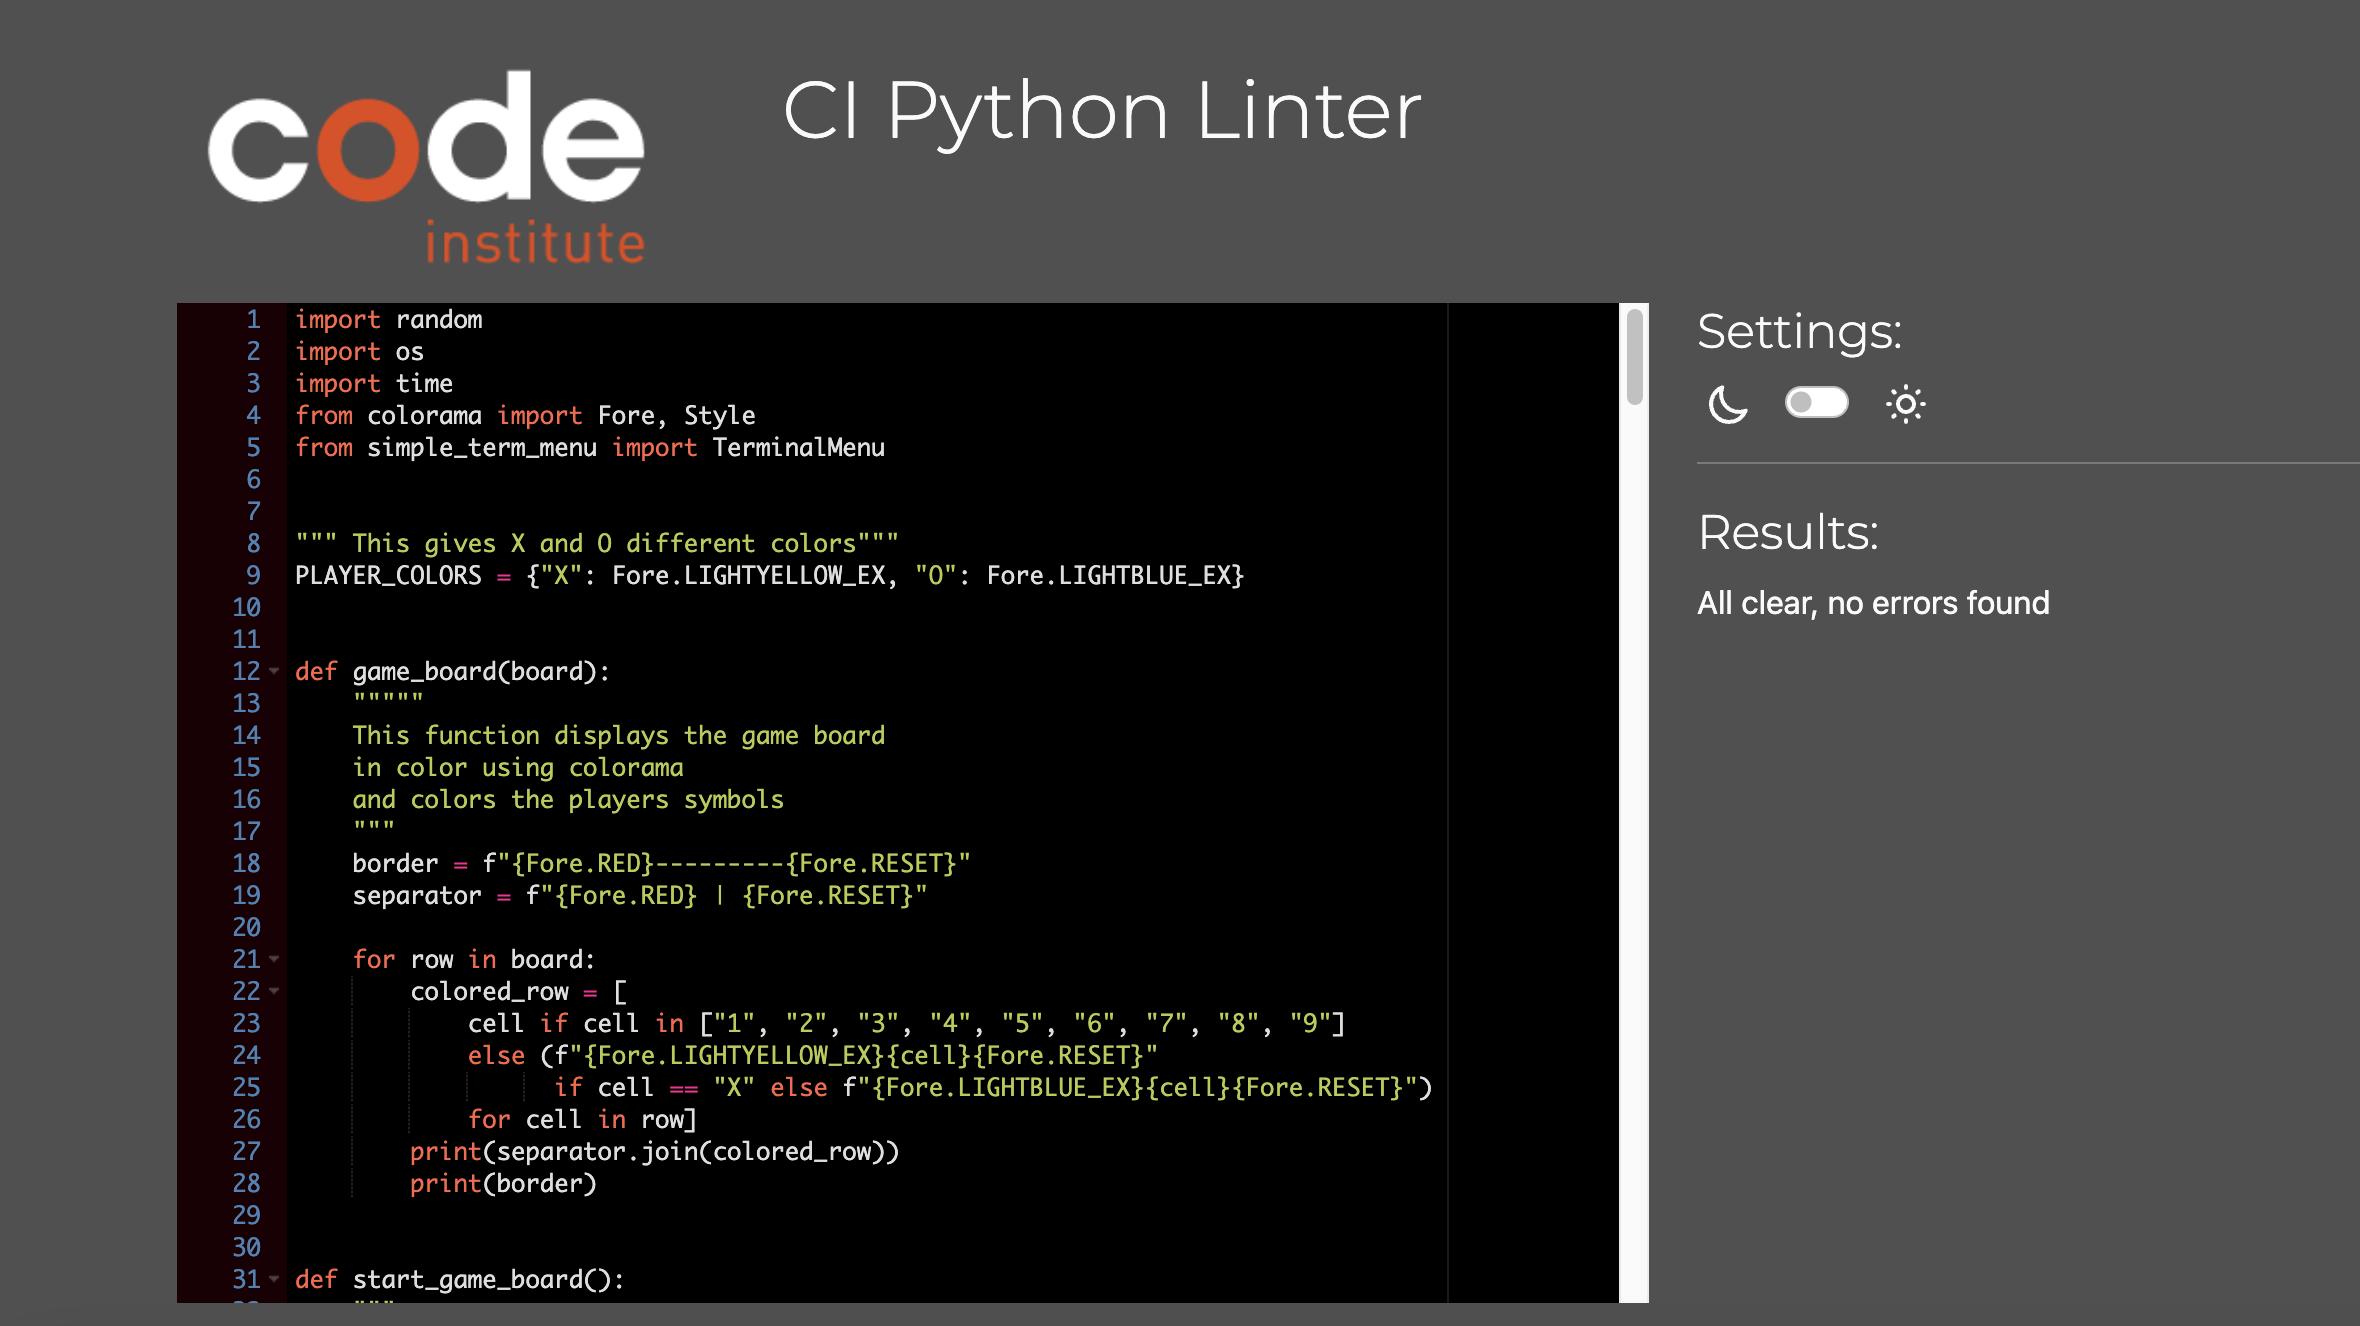 code
institute
CI Python Linter
1 import random
2 import os
3 import time
4 from colorama import Fore, Style
5 from simple_term_menu import TerminalMenu
6
7
8 """ This gives X and O different colors"""
9 PLAYER_COLORS = {"X": Fore.LIGHTYELLOW_EX, "O": Fore.LIGHTBLUE_EX}
10
11
12 def game_board(board):
13     """""
14     This function displays the game board
15     in color using colorama
16     and colors the players symbols
17     """
18     border = f"{Fore.RED}---------{Fore.RESET}"
19     separator = f"{Fore.RED} | {Fore.RESET}"
20
21     for row in board:
22         colored_row = [
23             cell if cell in ["1", "2", "3", "4", "5", "6", "7", "8", "9"]
24             else (f"{Fore.LIGHTYELLOW_EX}{cell}{Fore.RESET}"
25                   if cell == "X" else f"{Fore.LIGHTBLUE_EX}{cell}{Fore.RESET}")
26             for cell in row]
27         print(separator.join(colored_row))
28         print(border)
29
30
31 def start_game_board():
Settings:
Results:
All clear, no errors found